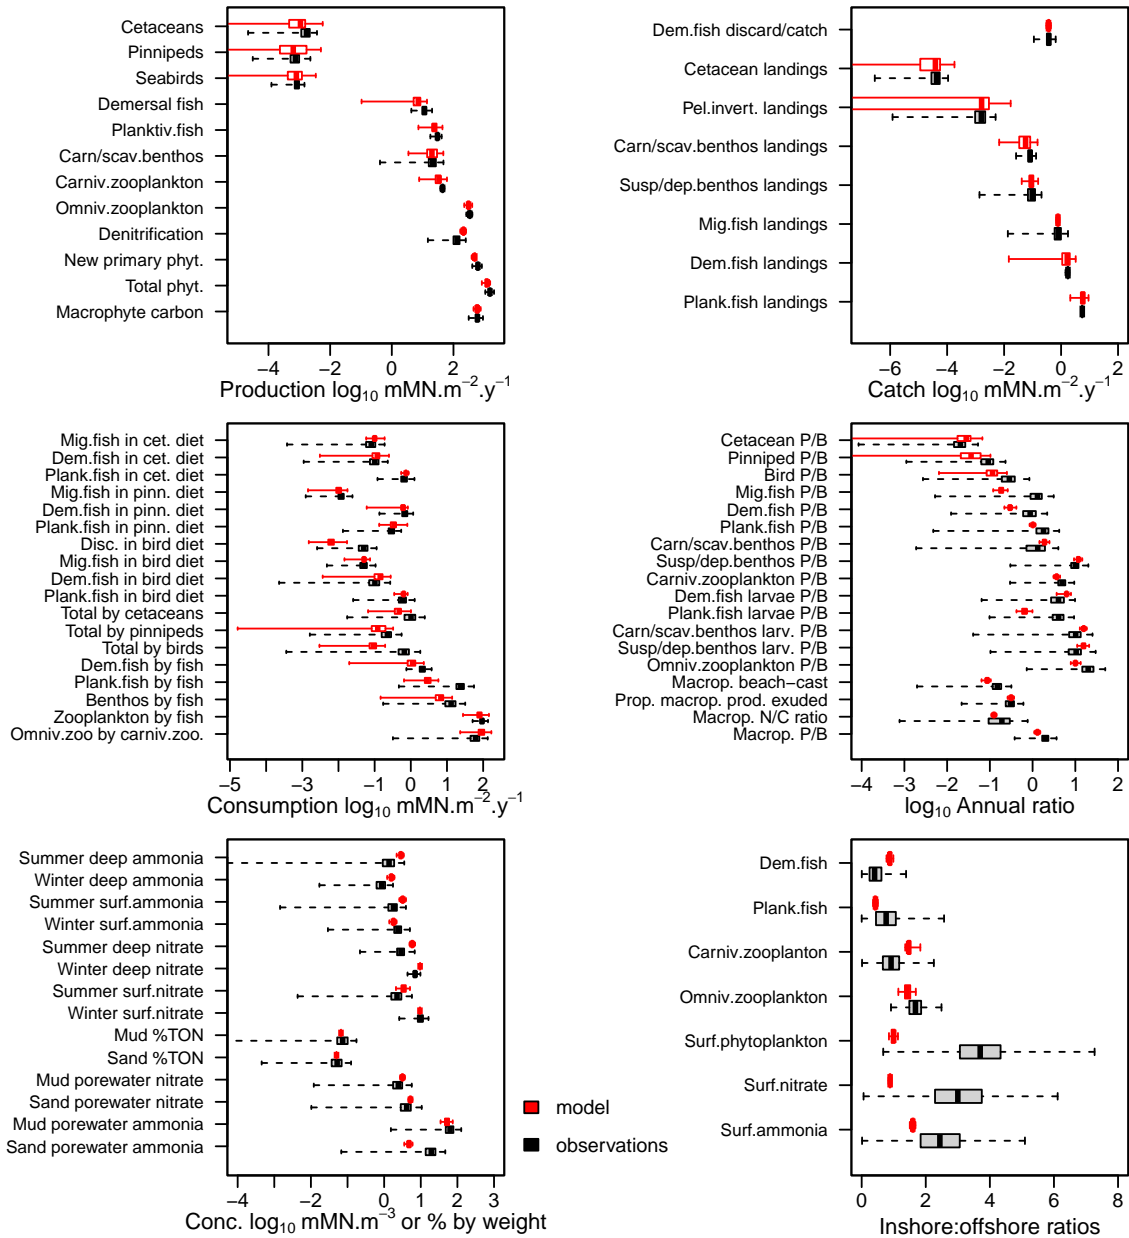 Cetaceans
Pinnipeds
Seabirds
Demersal fish
Planktiv.fish
Carn/scav.benthos
Carniv.zooplankton
Omniv.zooplankton
Denitrification
New primary phyt.
Total phyt.
Macrophyte carbon
−4 −2 0 2
Production log10 mMN.m−2.y−1
Dem.fish discard/catch
Cetacean landings
Pel.invert. landings
Carn/scav.benthos landings
Susp/dep.benthos landings
Mig.fish landings
Dem.fish landings
Plank.fish landings
−6 −4 −2 0 2
Catch log10 mMN.m−2.y−1
Mig.fish in cet. diet
Dem.fish in cet. diet
Plank.fish in cet. diet
Mig.fish in pinn. diet
Dem.fish in pinn. diet
Plank.fish in pinn. diet
Disc. in bird diet
Mig.fish in bird diet
Dem.fish in bird diet
Plank.fish in bird diet
Total by cetaceans
Total by pinnipeds
Total by birds
Dem.fish by fish
Plank.fish by fish
Benthos by fish
Zooplankton by fish
Omniv.zoo by carniv.zoo.
−5 −3 −1 0 1 2
Consumption log10 mMN.m−2.y−1
Cetacean P/B
Pinniped P/B
Bird P/B
Mig.fish P/B
Dem.fish P/B
Plank.fish P/B
Carn/scav.benthos P/B
Susp/dep.benthos P/B
Carniv.zooplankton P/B
Dem.fish larvae P/B
Plank.fish larvae P/B
Carn/scav.benthos larv. P/B
Susp/dep.benthos larv. P/B
Omniv.zooplankton P/B
Macrop. beach−cast
Prop. macrop. prod. exuded
Macrop. N/C ratio
Macrop. P/B
−4 −3 −2 −1 0 1 2
log10 Annual ratio
Summer deep ammonia
Winter deep ammonia
Summer surf.ammonia
Winter surf.ammonia
Summer deep nitrate
Winter deep nitrate
Summer surf.nitrate
Winter surf.nitrate
Mud %TON
Sand %TON
Mud porewater nitrate
Sand porewater nitrate
Mud porewater ammonia
Sand porewater ammonia
−4 −2 0 1 2 3
Conc. log10 mMN.m−3 or % by weight
model
observations
Dem.fish
Plank.fish
Carniv.zooplanton
Omniv.zooplankton
Surf.phytoplankton
Surf.nitrate
Surf.ammonia
0 2 4 6 8
Inshore:offshore ratios